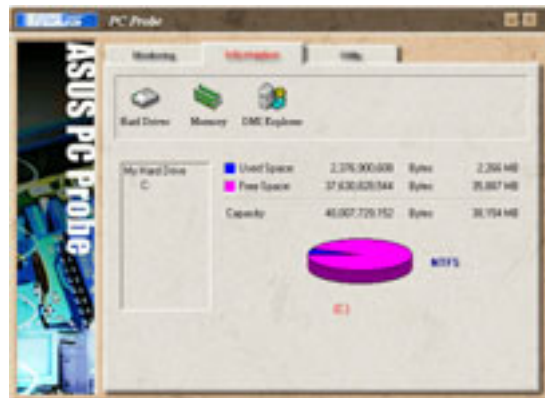 PC Probe
Monitoring Information Utility
Hard Drives Memory DMI Explorer
ASUS PC Probe
My Hard Drive
C:
Used Space 2,376,900,608 Bytes 2,266 MB
Free Space 37,630,828,544 Bytes 35,887 MB
Capacity 40,007,729,152 Bytes 38,154 MB
NTFS
(C:)